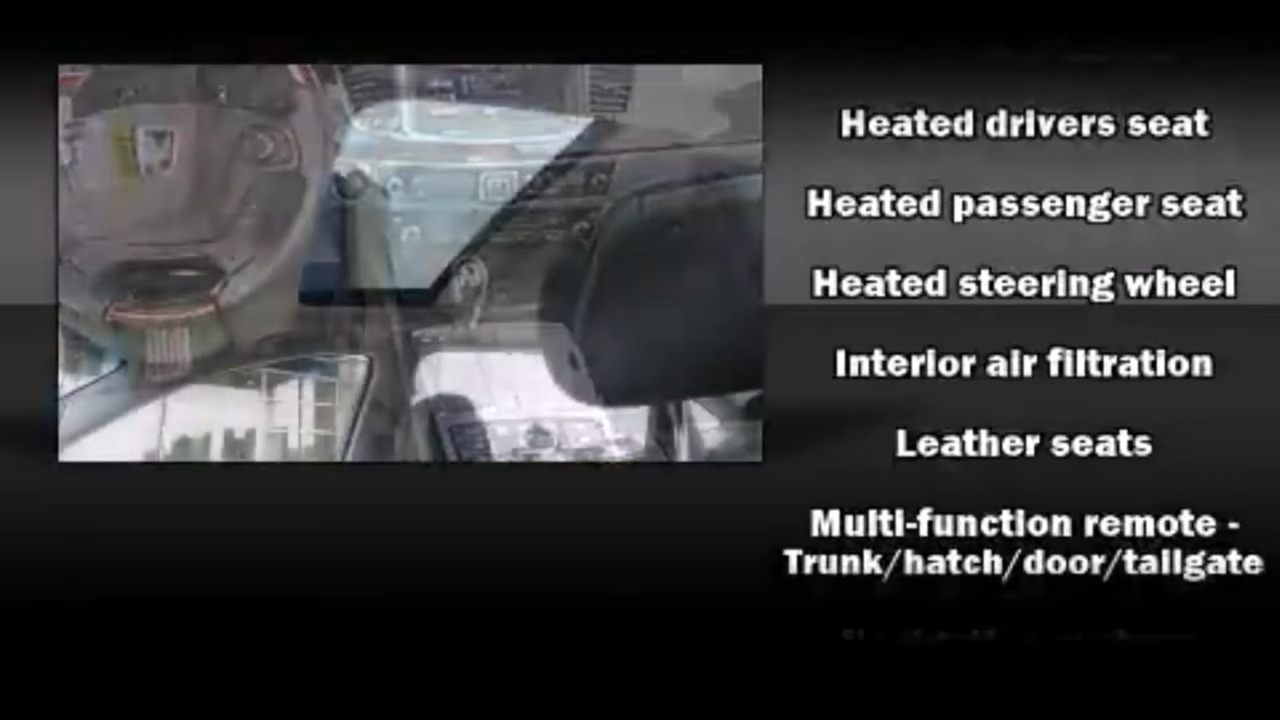 Heated drivers seat
Heated passenger seat
Heated steering wheel
Interior air filtration
Leather seats
Multi-function remote -
Trunk/hatch/door/tailgate